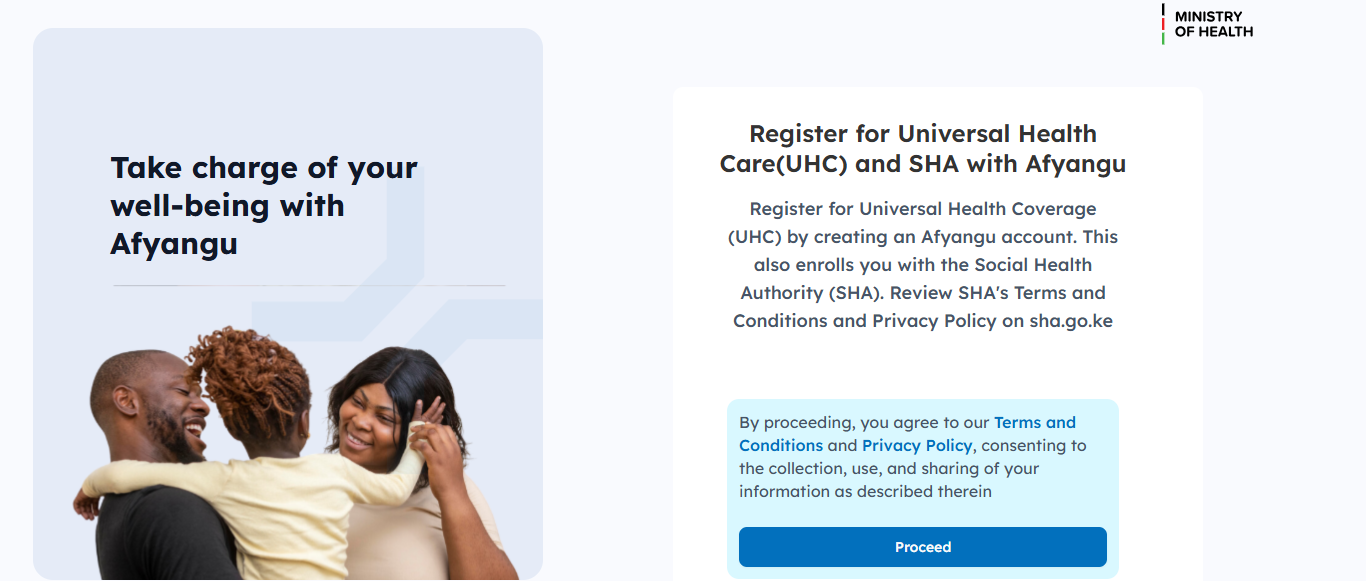 MINISTRY
OF HEALTH
Take charge of your
well-being with
Afyangu
Register for Universal Health
Care(UHC) and SHA with Afyangu
Register for Universal Health Coverage
(UHC) by creating an Afyangu account. This
also enrolls you with the Social Health
Authority (SHA). Review SHA's Terms and
Conditions and Privacy Policy on sha.go.ke
By proceeding, you agree to our Terms and
Conditions and Privacy Policy, consenting to
the collection, use, and sharing of your
information as described therein
Proceed